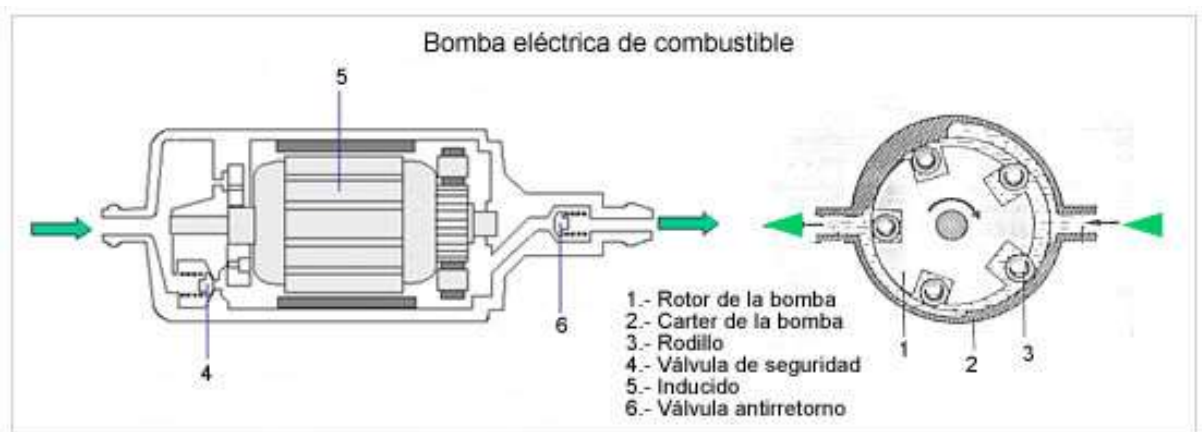 Bomba eléctrica de combustible
5
4
6
1.- Rotor de la bomba
2.- Carter de la bomba
3.- Rodillo
4.- Válvula de seguridad
5.- Inducido
6.- Válvula antirretorno
1
2
3